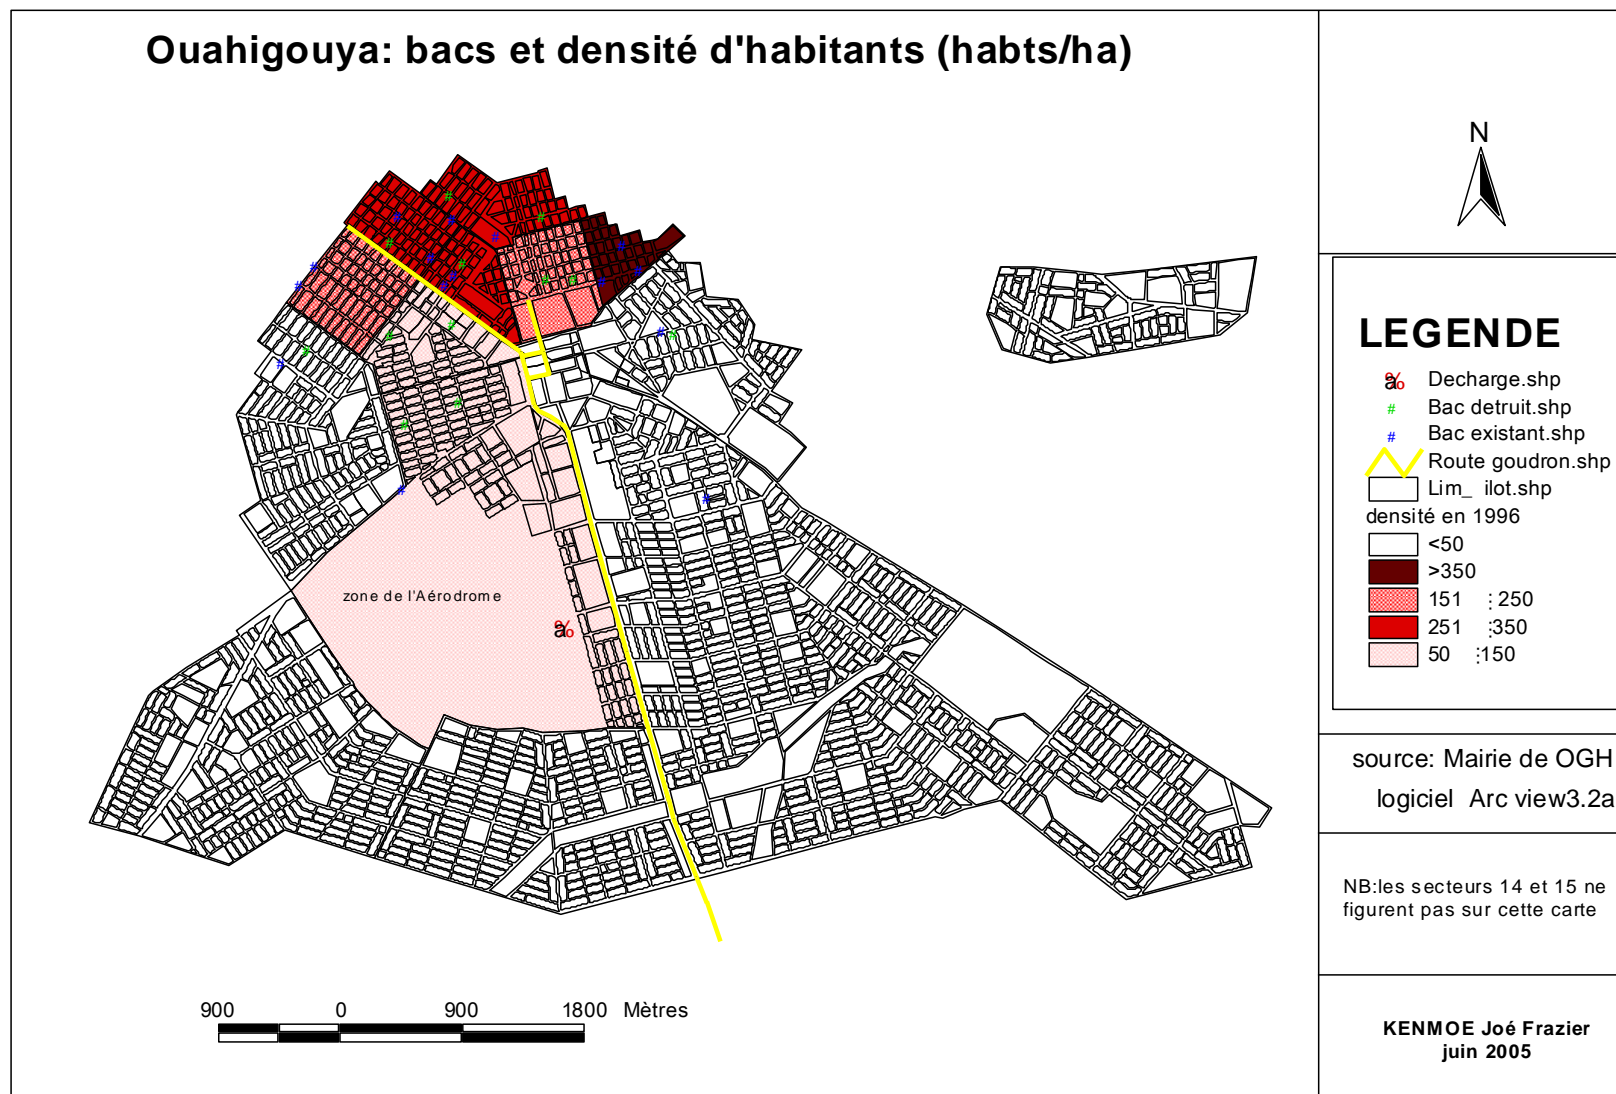 Ouahigouya: bacs et densité d'habitants (habts/ha)
N
zone de l'Aérodrome
LEGENDE
Decharge.shp
# Bac detruit.shp
# Bac existant.shp
Route goudron.shp
Lim_ ilot.shp
densité en 1996
<50
>350
151 : 250
251 : 350
50 : 150
source: Mairie de OGH
logiciel Arc view3.2a
NB:les secteurs 14 et 15 ne
figurent pas sur cette carte
900 0 900 1800 Mètres
KENMOE Joé Frazier
juin 2005